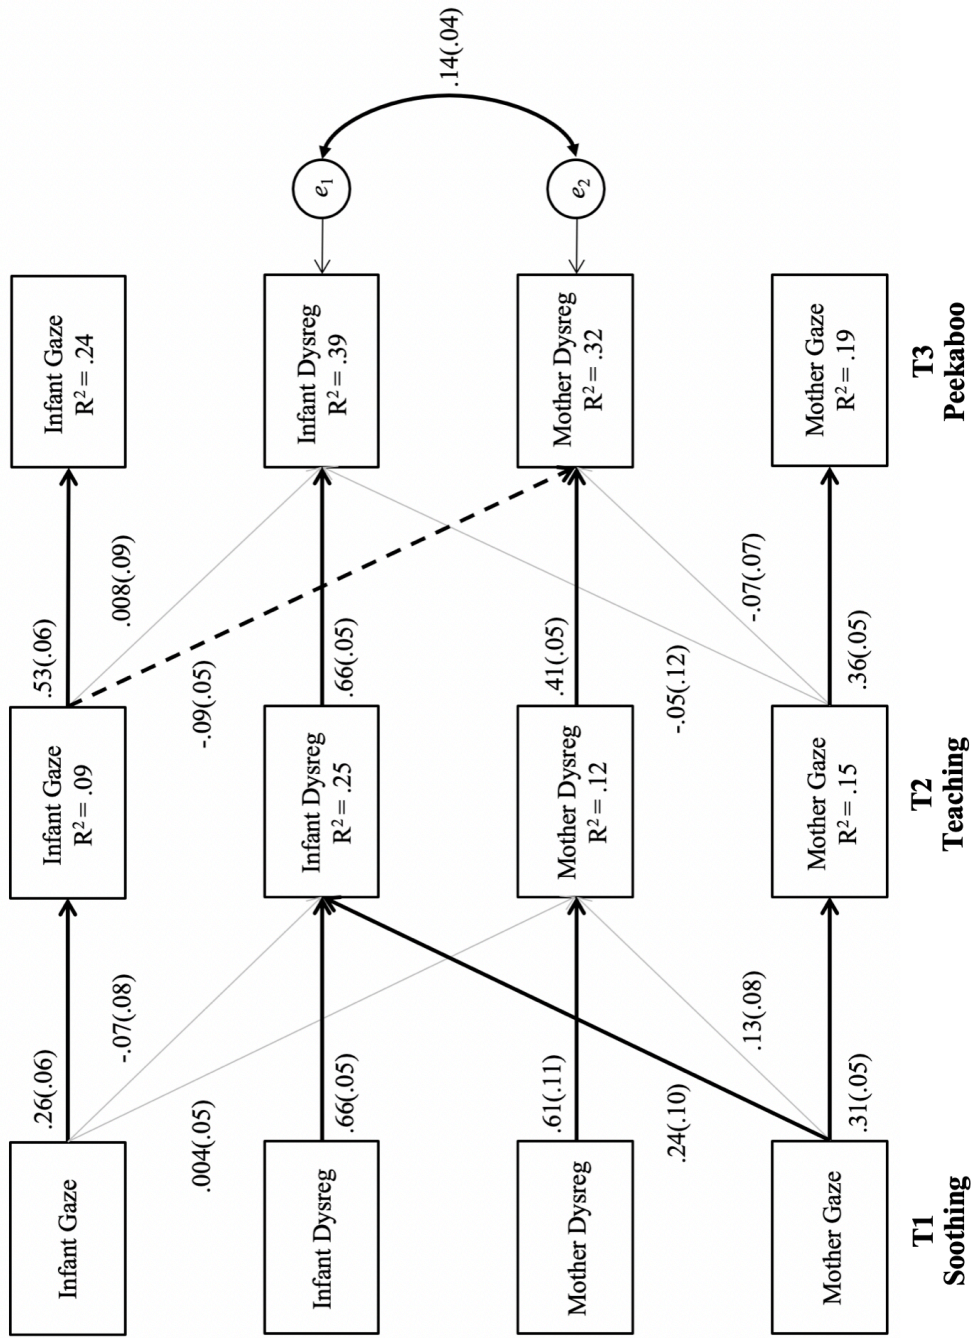 Infant Gaze
.26(.06)
Infant Gaze
R² = .09
.53(.06)
Infant Gaze
R² = .24
-.07(.08)
.008(.09)
.004(.05)
-.09(.05)
Infant Dysreg
.66(.05)
Infant Dysreg
R² = .25
.66(.05)
Infant Dysreg
R² = .39
e₁
.14(.04)
Mother Dysreg
.61(.11)
Mother Dysreg
R² = .12
.41(.05)
Mother Dysreg
R² = .32
e₂
.24(.10)
-.05(.12)
.13(.08)
-.07(.07)
Mother Gaze
.31(.05)
Mother Gaze
R² = .15
.36(.05)
Mother Gaze
R² = .19
T1
Soothing
T2
Teaching
T3
Peekaboo